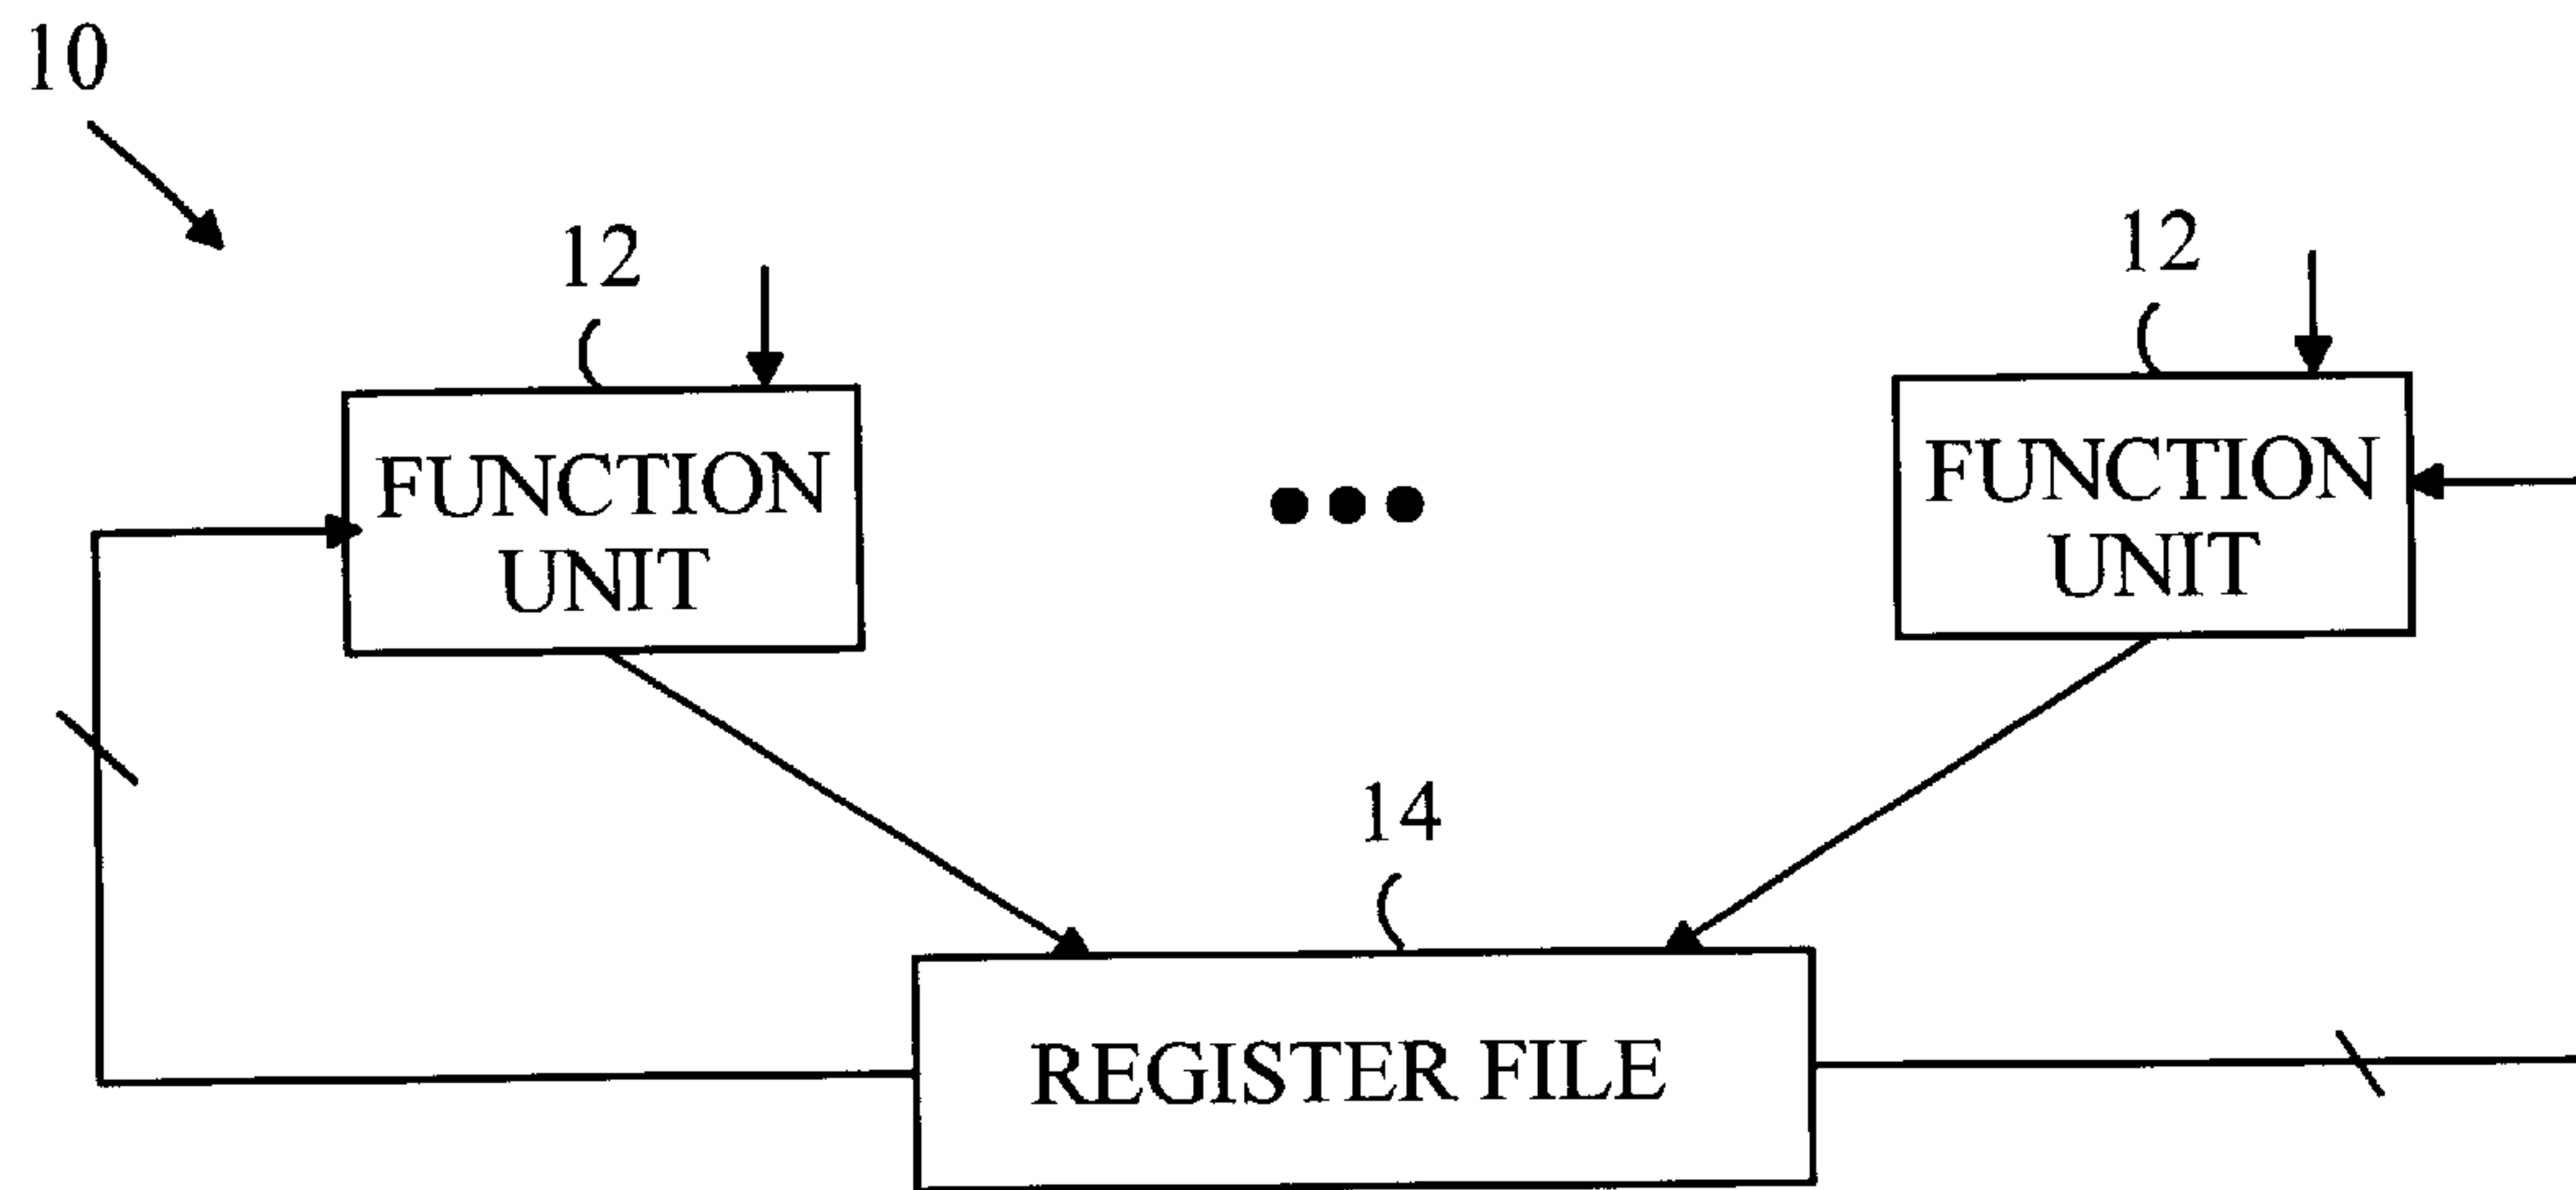 10
12
12
FUNCTION
UNIT
FUNCTION
UNIT
14
REGISTER FILE